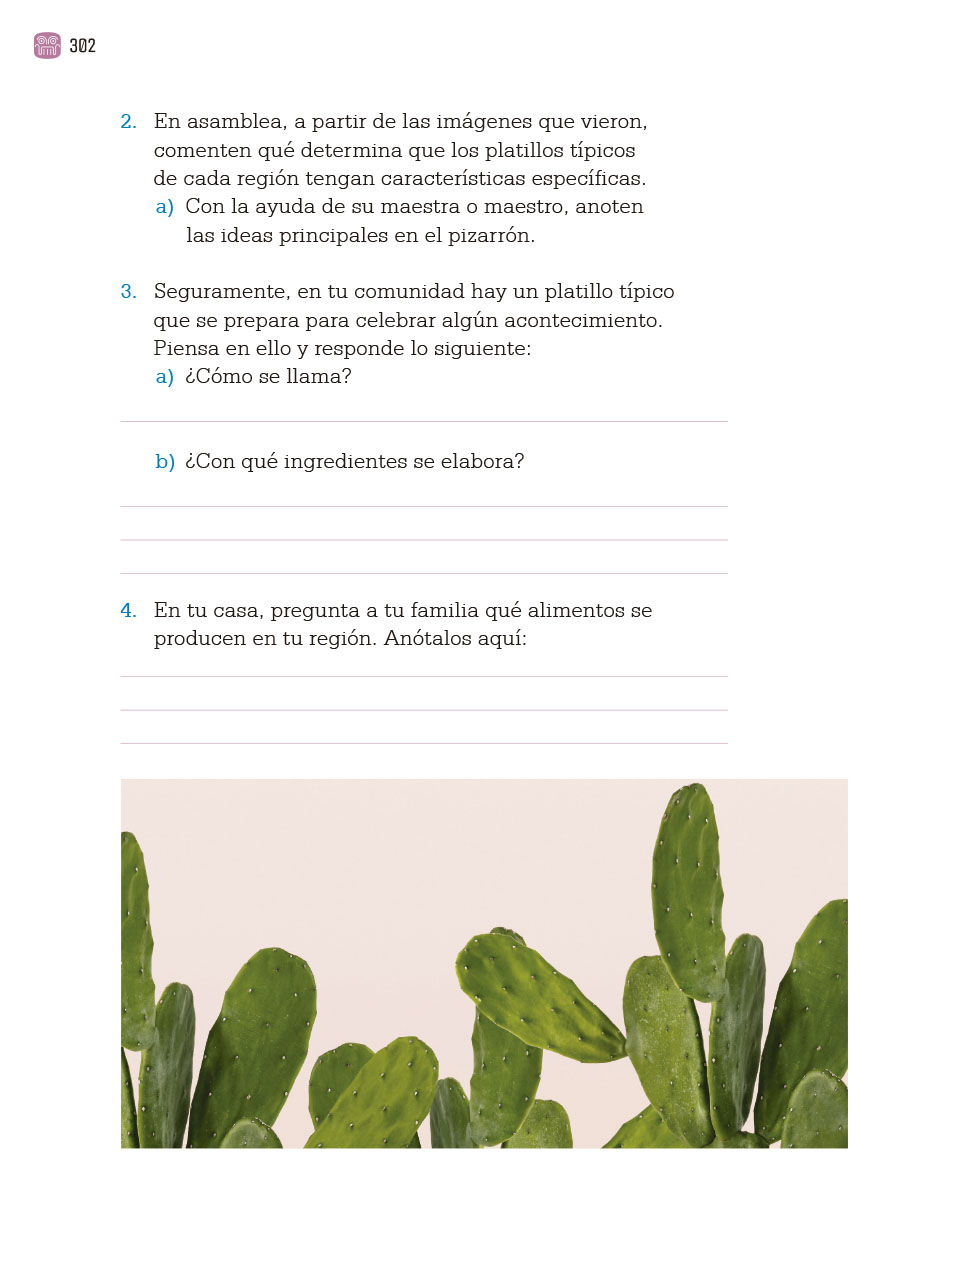 302
2. En asamblea, a partir de las imágenes que vieron,
comenten qué determina que los platillos típicos
de cada región tengan características específicas.
a) Con la ayuda de su maestra o maestro, anoten
las ideas principales en el pizarrón.
3. Seguramente, en tu comunidad hay un platillo típico
que se prepara para celebrar algún acontecimiento.
Piensa en ello y responde lo siguiente:
a) ¿Cómo se llama?
b) ¿Con qué ingredientes se elabora?
4. En tu casa, pregunta a tu familia qué alimentos se
producen en tu región. Anótalos aquí: